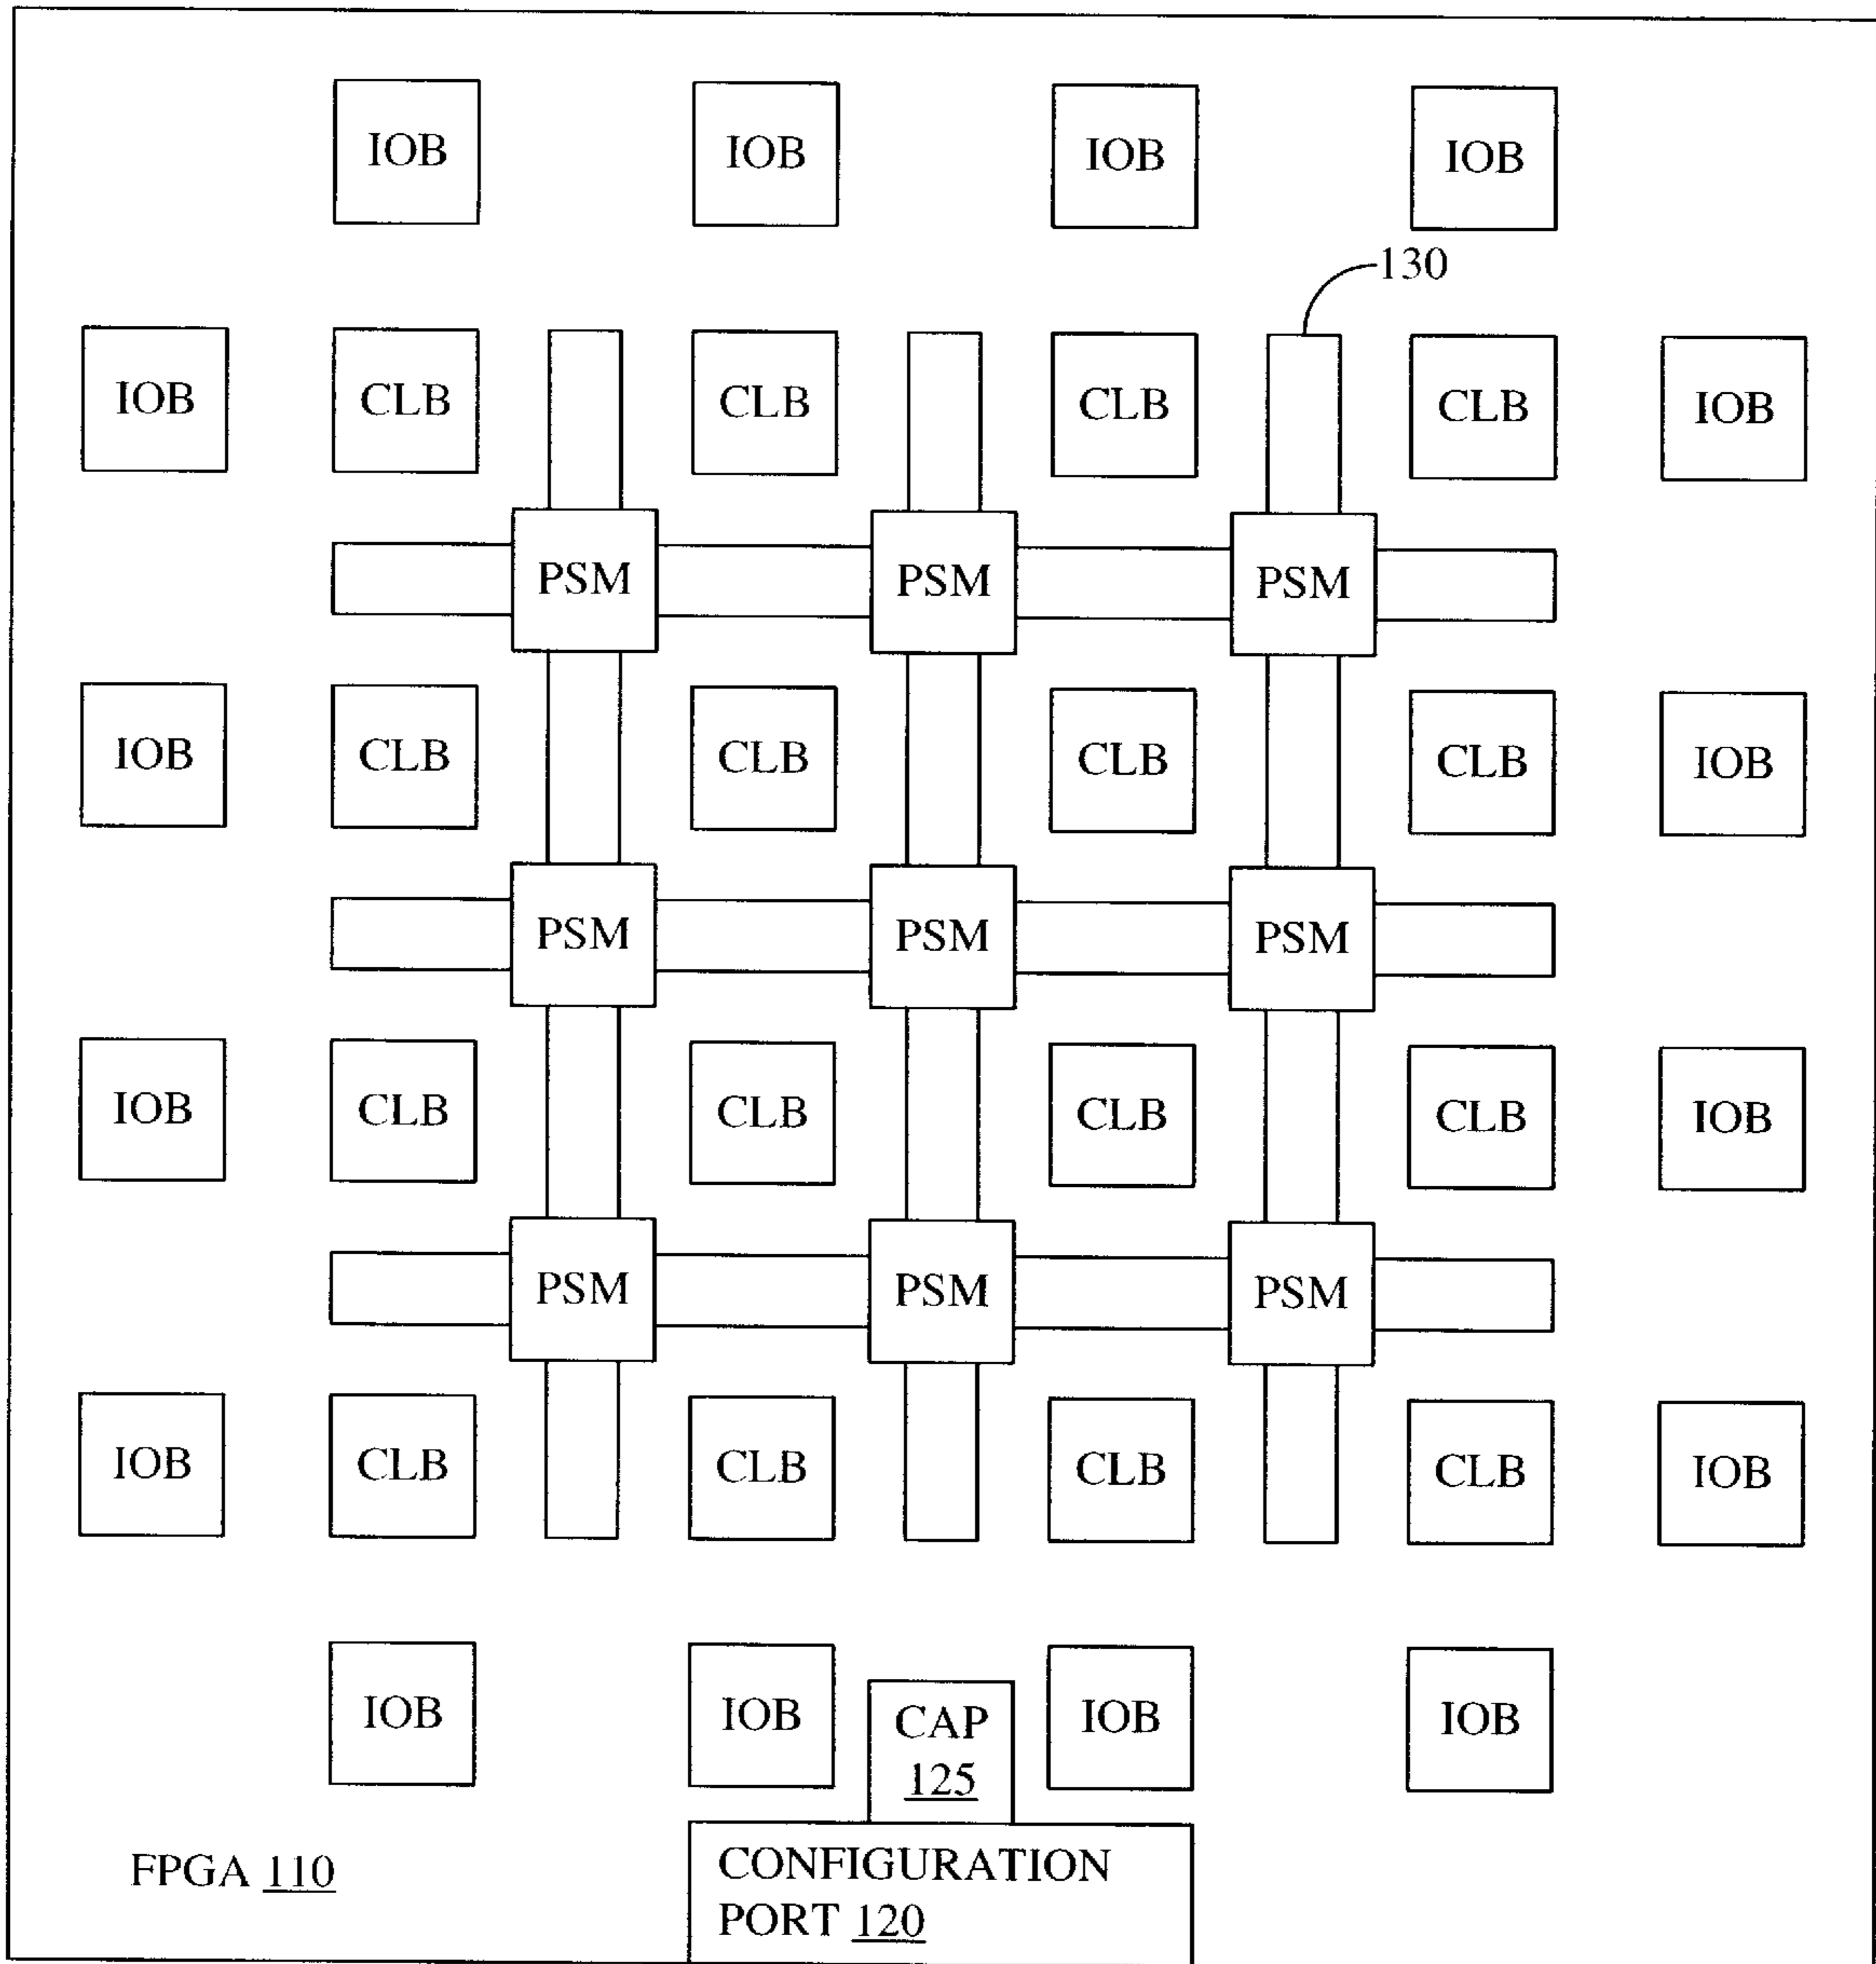 IOB IOB IOB IOB
130
IOB CLB CLB CLB CLB IOB
PSM PSM PSM
IOB CLB CLB CLB CLB IOB
PSM PSM PSM
IOB CLB CLB CLB CLB IOB
PSM PSM PSM
IOB CLB CLB CLB CLB IOB
IOB IOB IOB IOB
CAP
125
FPGA 110
CONFIGURATION
PORT 120